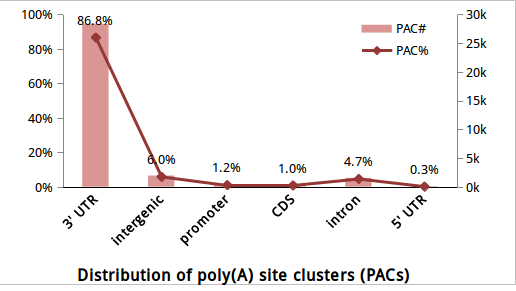 100%
80%
60%
40%
20%
0%
86.8%
6.0%
1.2%
1.0%
4.7%
0.3%
PAC#
PAC%
30k
25k
20k
15k
10k
5k
0k
3' UTR
intergenic
promoter
CDS
intron
5' UTR
Distribution of poly(A) site clusters (PACs)